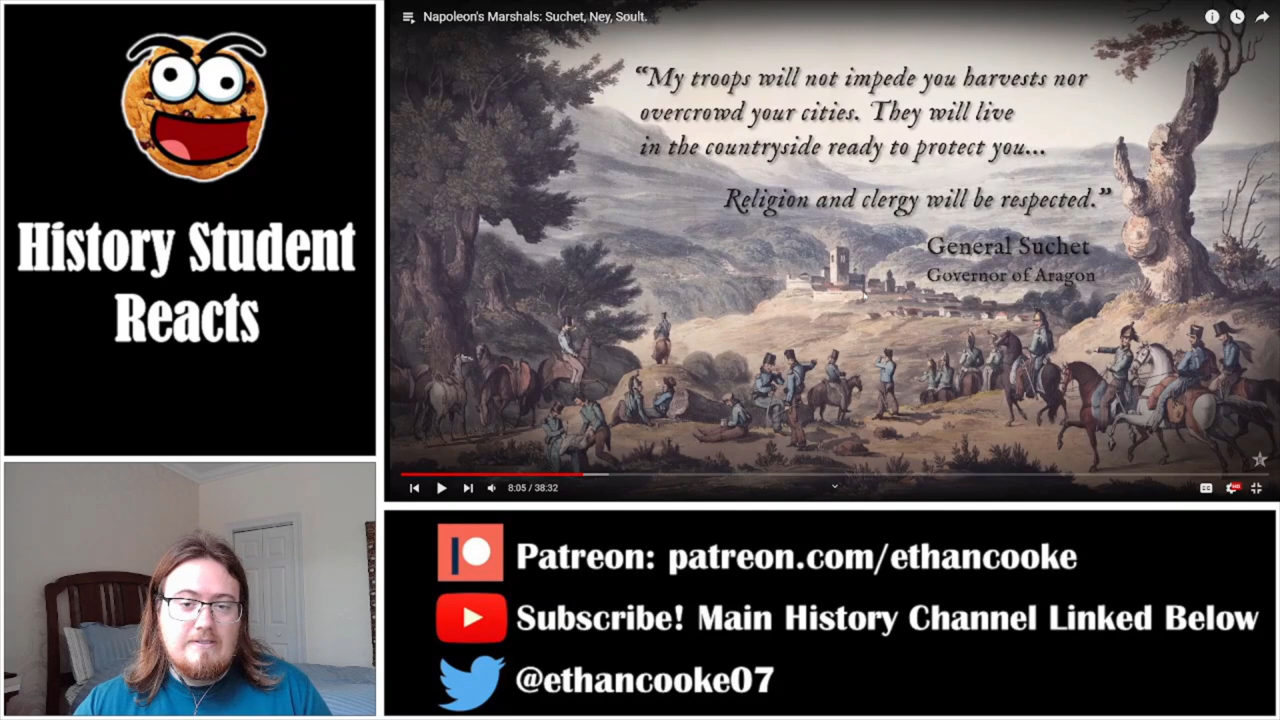 History Student
Reacts
Napoleon's Marshals: Suchet, Ney, Soult.
“My troops will not impede you harvests nor
overcrowd your cities. They will live
in the countryside ready to protect you...
Religion and clergy will be respected.”
General Suchet
Governor of Aragon
8:05 / 38:32
CC
HD
Patreon: patreon.com/ethancooke
Subscribe! Main History Channel Linked Below
@ethancooke07